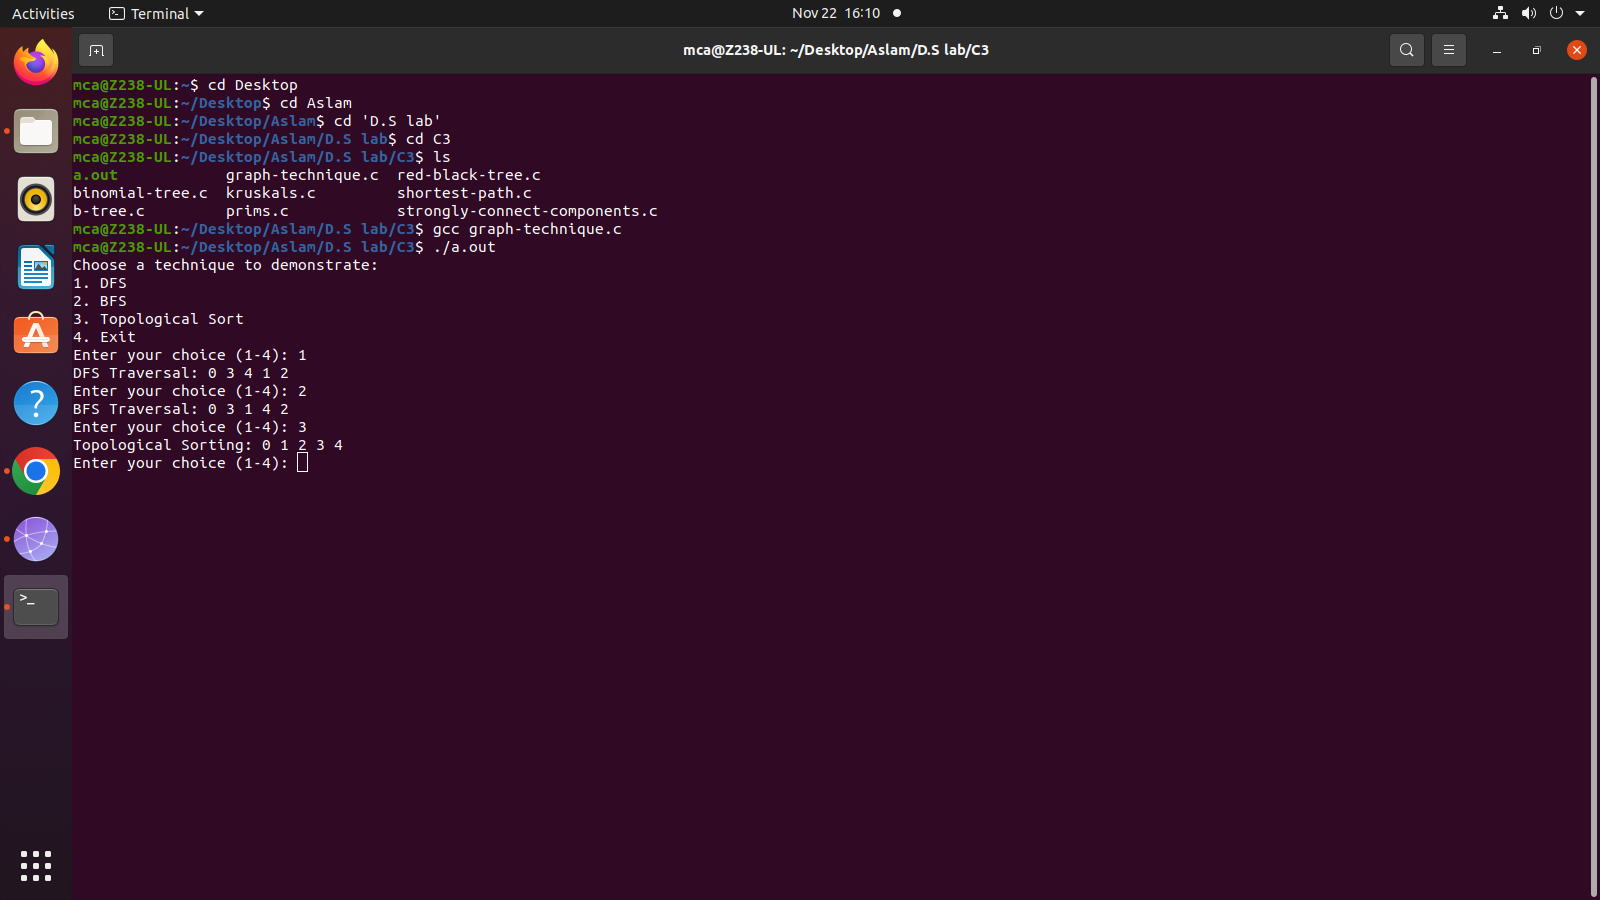 Activities Terminal Nov 22 16:10
mca@Z238-UL: ~/Desktop/Aslam/D.S lab/C3
mca@Z238-UL:~$ cd Desktop
mca@Z238-UL:~/Desktop$ cd Aslam
mca@Z238-UL:~/Desktop/Aslam$ cd 'D.S lab'
mca@Z238-UL:~/Desktop/Aslam/D.S lab$ cd C3
mca@Z238-UL:~/Desktop/Aslam/D.S lab/C3$ ls
a.out            graph-technique.c  red-black-tree.c
binomial-tree.c  kruskals.c         shortest-path.c
b-tree.c         prims.c            strongly-connect-components.c
mca@Z238-UL:~/Desktop/Aslam/D.S lab/C3$ gcc graph-technique.c
mca@Z238-UL:~/Desktop/Aslam/D.S lab/C3$ ./a.out
Choose a technique to demonstrate:
1. DFS
2. BFS
3. Topological Sort
4. Exit
Enter your choice (1-4): 1
DFS Traversal: 0 3 4 1 2
Enter your choice (1-4): 2
BFS Traversal: 0 3 1 4 2
Enter your choice (1-4): 3
Topological Sorting: 0 1 2 3 4
Enter your choice (1-4):